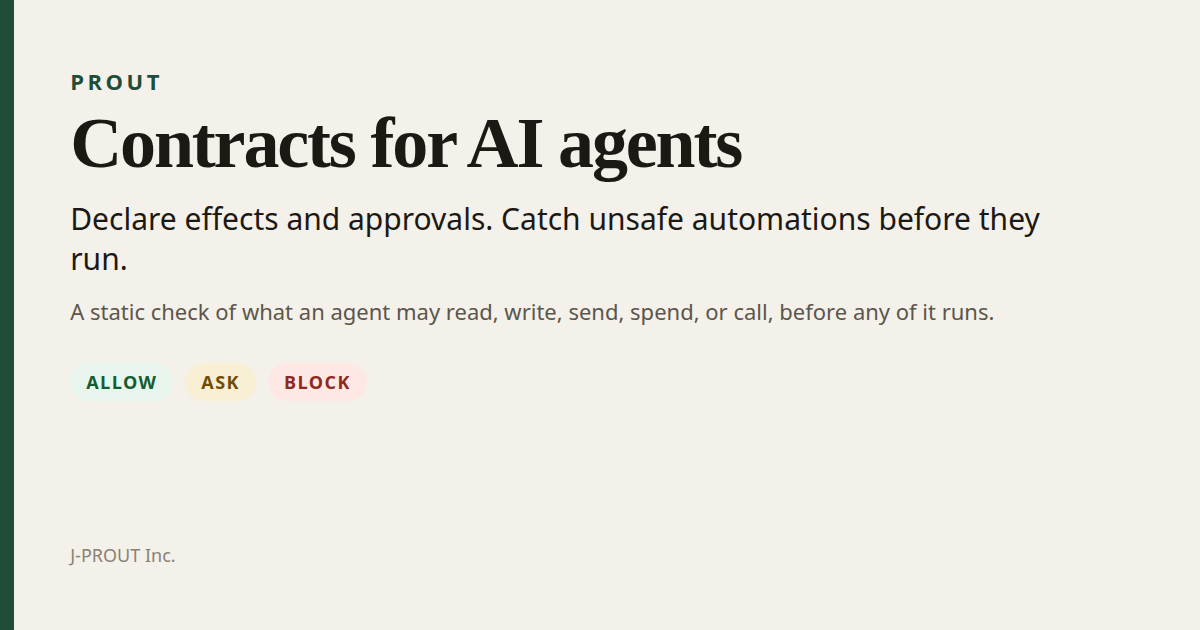 PROUT
Contracts for AI agents
Declare effects and approvals. Catch unsafe automations before they
run.
A static check of what an agent may read, write, send, spend, or call, before any of it runs.
ALLOW ASK BLOCK
J-PROUT Inc.